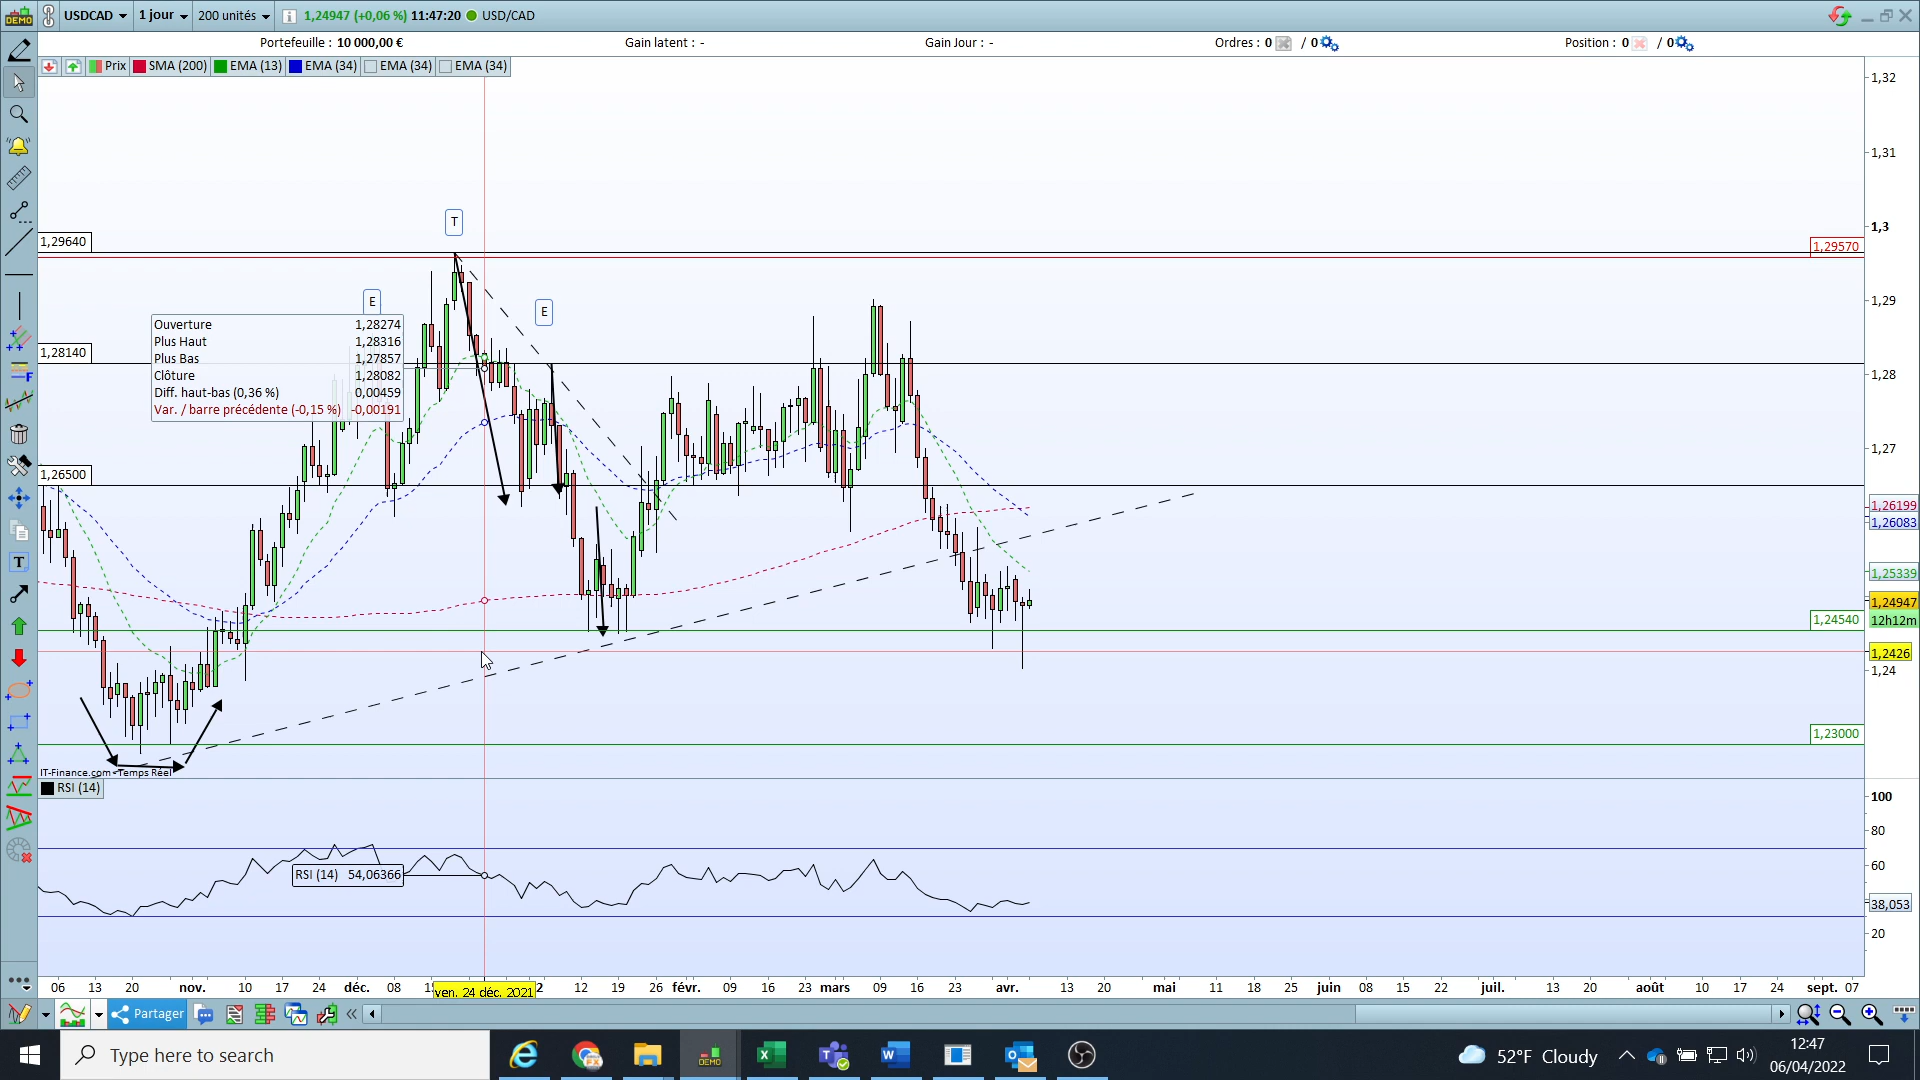 DEMO USDCAD 1 jour 200 unités 1,24947 (+0,06 %) 11:47:20 USD/CAD
Portefeuille : 10 000,00 € Gain latent : - Gain Jour : - Ordres : 0 / 0 Position : 0 / 0
Prix SMA (200) EMA (13) EMA (34) EMA (34) EMA (34)
1,32
1,31
T
1,3
1,29640
1,29570
E
E
1,29
Ouverture 1,28274
Plus Haut 1,28316
Plus Bas 1,27857
Clôture 1,28082
Diff. haut-bas (0,36 %) 0,00459
Var. / barre précédente (-0,15 %) -0,00191
1,28140
1,28
1,27
1,26500
1,26199
1,26083
1,25339
1,24947
12h12m
1,24540
1,2426
1,24
1,23000
IT-Finance.com - Temps Réel
RSI (14)
100
80
60
RSI (14) 54,06366
38,053
20
06 13 20 nov. 10 17 24 déc. 08 ven. 24 déc. 2021 2 12 19 26 févr. 09 16 23 mars 09 16 23 avr. 13 20 mai 11 18 25 juin 08 15 22 juil. 13 20 août 10 17 24 sept. 07
Partager
Type here to search
DEMO
52°F Cloudy
12:47
06/04/2022